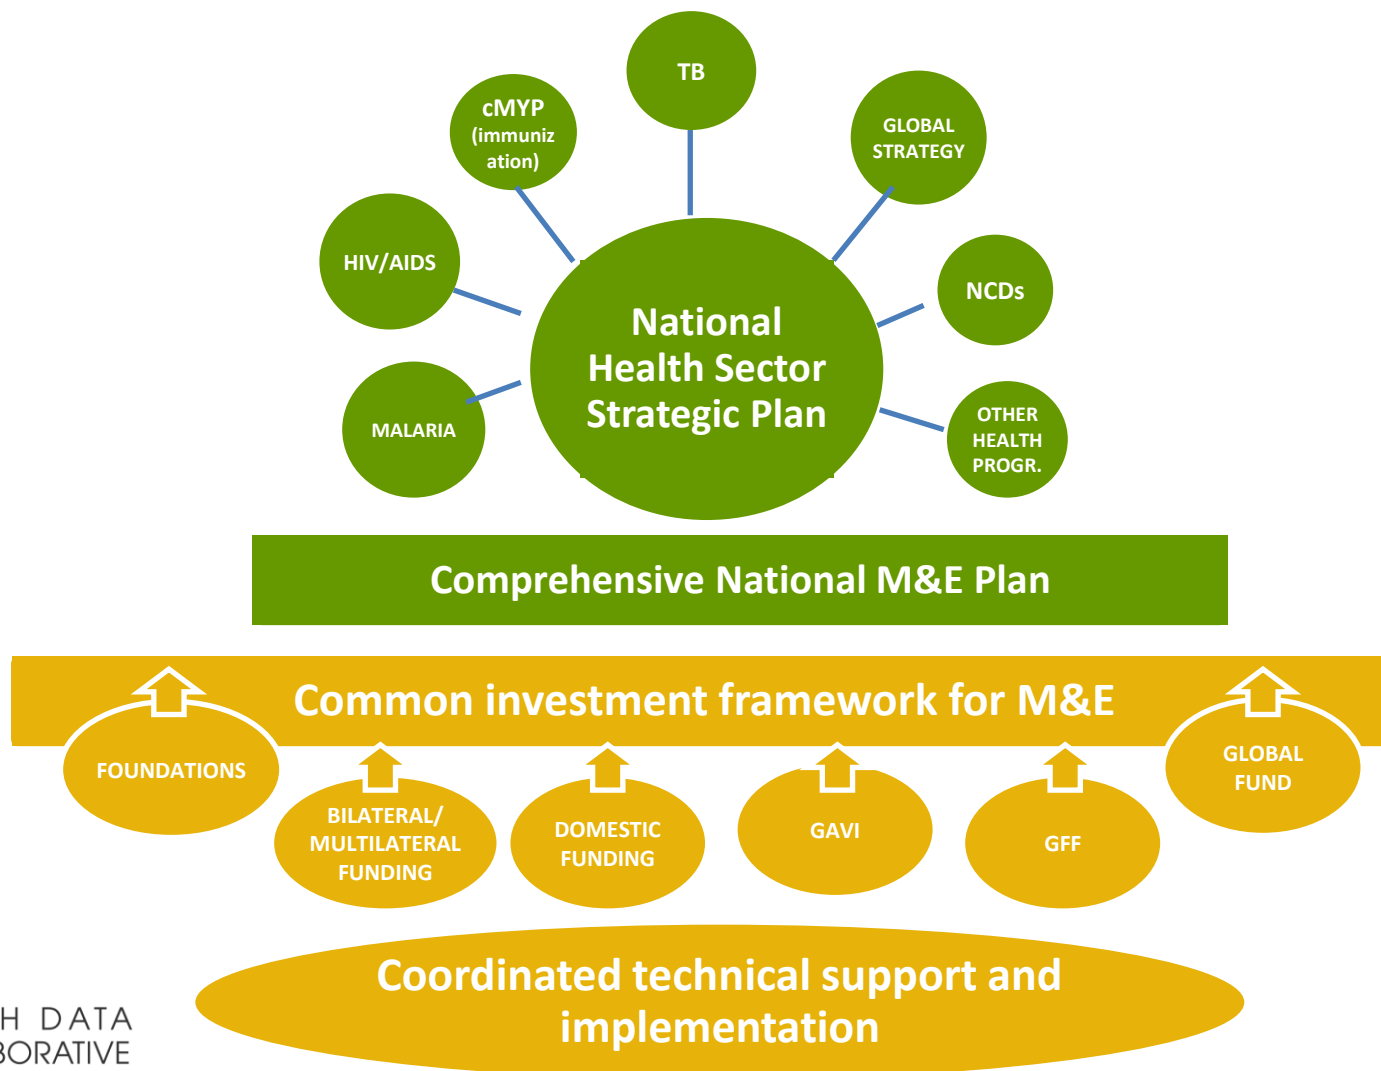 TB
cMYP
(immuniz
ation)
GLOBAL
STRATEGY
HIV/AIDS
NCDs
National
Health Sector
Strategic Plan
MALARIA
OTHER
HEALTH
PROGR.
Comprehensive National M&E Plan
Common investment framework for M&E
FOUNDATIONS
GLOBAL
FUND
BILATERAL/
MULTILATERAL
FUNDING
DOMESTIC
FUNDING
GAVI
GFF
Coordinated technical support and
implementation
H DATA
BORATIVE